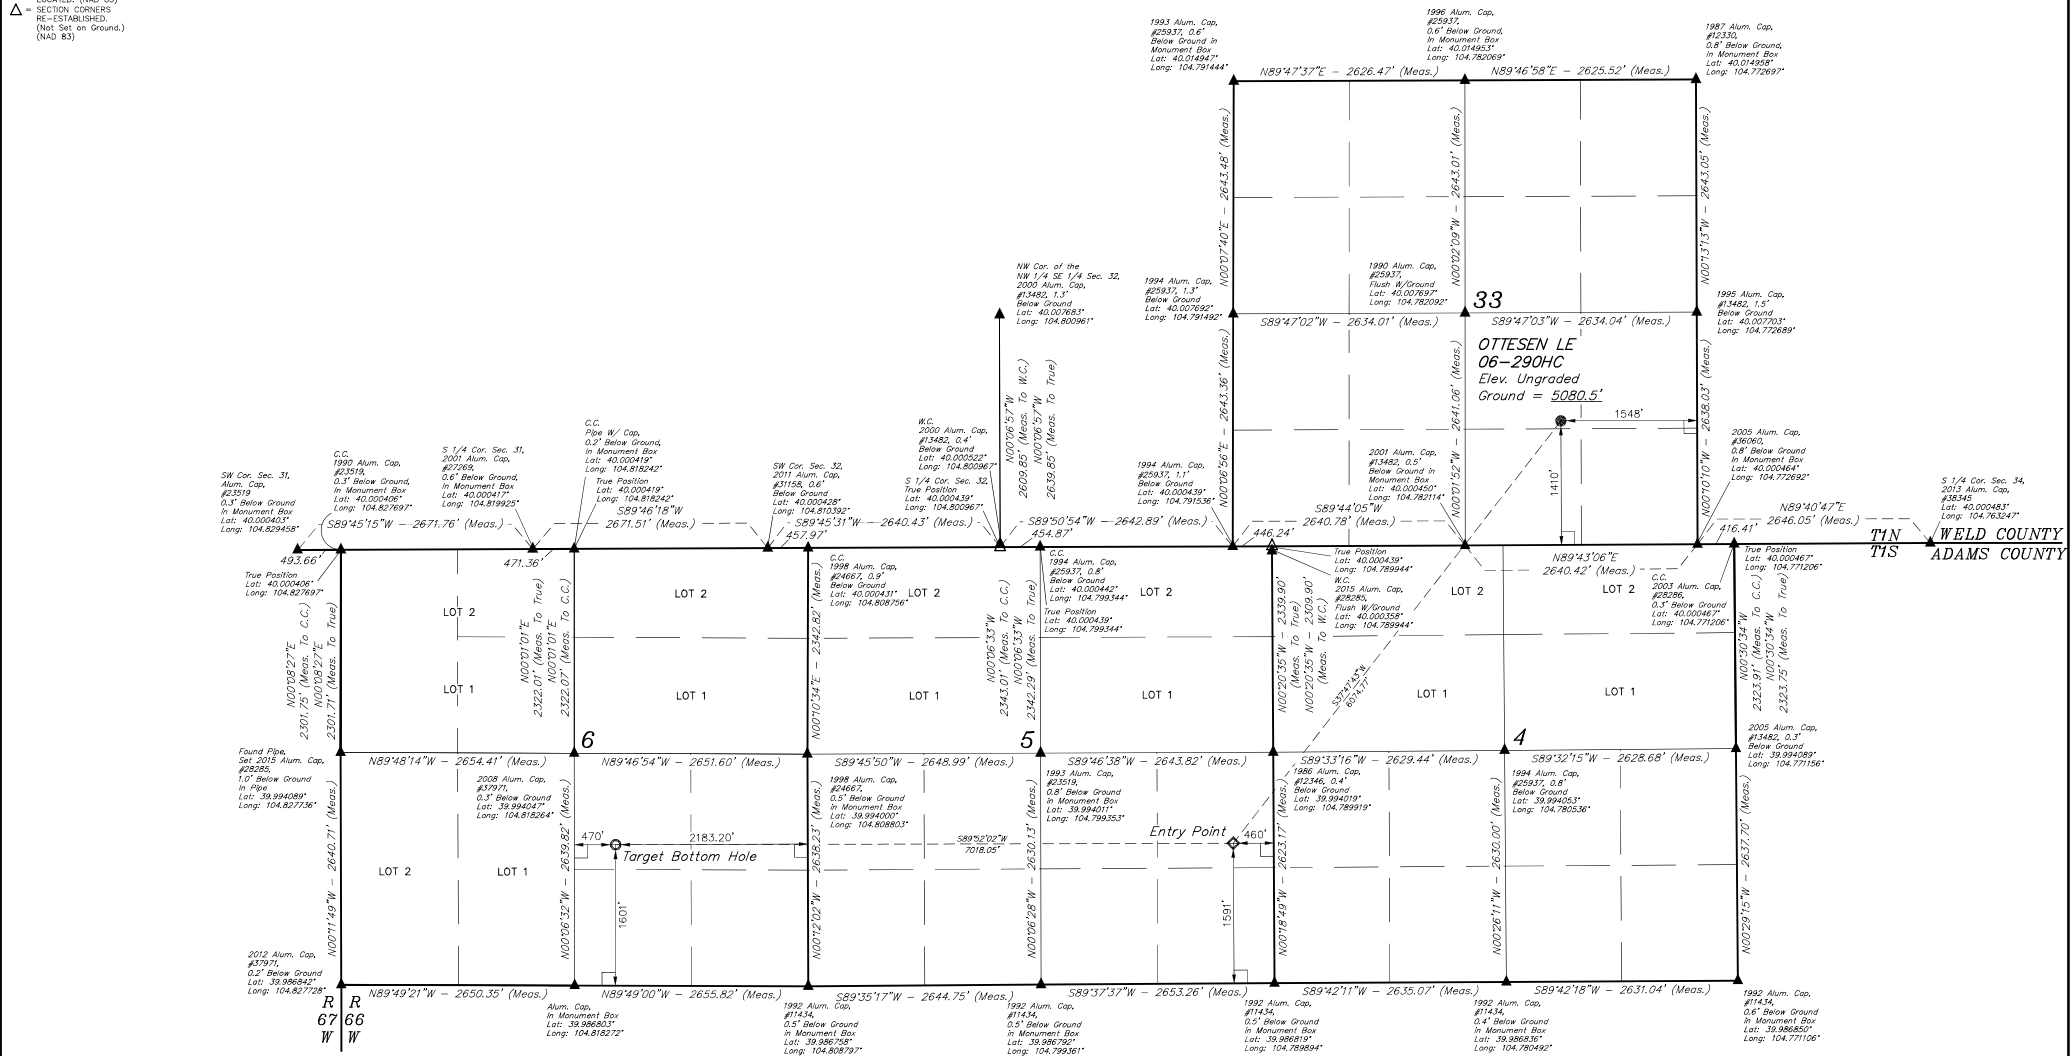 △ = SECTION CORNERS
RE-ESTABLISHED.
(Not Set on Ground.)
(NAD 83)
1993 Alum. Cap,
#25937, 0.6'
Below Ground in
Monument Box
Lat: 40.014947°
Long: 104.791444°
1996 Alum. Cap,
#25937,
0.6' Below Ground,
In Monument Box
Lat: 40.014953°
Long: 104.782069°
1987 Alum. Cap,
#12330,
0.8' Below Ground,
In Monument Box
Lat: 40.014958°
Long: 104.772697°
N89°47'37"E - 2626.47' (Meas.)
N89°46'58"E - 2625.52' (Meas.)
N00°07'40"E - 2643.48' (Meas.)
N00°02'09"W - 2643.01' (Meas.)
N00°13'13"W - 2643.05' (Meas.)
NW Cor. of the
NW 1/4 SE 1/4 Sec. 32,
2000 Alum. Cap,
#13482, 1.3'
Below Ground
Lat: 40.007683°
Long: 104.800961°
1994 Alum. Cap,
#25937, 1.3'
Below Ground
Lat: 40.007692°
Long: 104.791492°
1990 Alum. Cap,
#25937,
Flush W/Ground
Lat: 40.007697°
Long: 104.782092°
33
1995 Alum. Cap,
#13482, 1.5'
Below Ground
Lat: 40.007703°
Long: 104.772689°
S89°47'02"W - 2634.01' (Meas.)
S89°47'03"W - 2634.04' (Meas.)
OTTESEN LE
06-290HC
Elev. Ungraded
Ground = 5080.5'
1548'
1410'
N00°06'57"W
2609.85' (Meas. To W.C.)
N00°06'57"W
2639.85' (Meas. To True)
N00°06'56"E - 2643.36' (Meas.)
N00°01'52"W - 2641.06' (Meas.)
N00°10'10"W - 2638.03' (Meas.)
SW Cor. Sec. 31,
Alum. Cap,
#23519
0.3' Below Ground
In Monument Box
Lat: 40.000403°
Long: 104.829458°
C.C.
1990 Alum. Cap,
#23519,
0.3' Below Ground,
In Monument Box
Lat: 40.000406°
Long: 104.827697°
S 1/4 Cor. Sec. 31,
2001 Alum. Cap,
#27269,
0.6' Below Ground,
In Monument Box
Lat: 40.000417°
Long: 104.819925°
C.C.
Pipe W/ Cap,
0.2' Below Ground,
In Monument Box
Lat: 40.000419°
Long: 104.818242°
True Position
Lat: 40.000419°
Long: 104.818242°
SW Cor. Sec. 32,
2011 Alum. Cap,
#31158, 0.6'
Below Ground
Lat: 40.000428°
Long: 104.810392°
W.C.
2000 Alum. Cap,
#13482, 0.4'
Below Ground
Lat: 40.000522°
Long: 104.800967°
S 1/4 Cor. Sec. 32,
True Position
Lat: 40.000439°
Long: 104.800967°
1994 Alum. Cap,
#25937, 1.1'
Below Ground
Lat: 40.000439°
Long: 104.791536°
2001 Alum. Cap,
#13482, 0.5'
Below Ground in
Monument Box
Lat: 40.000450°
Long: 104.782114°
2005 Alum. Cap,
#36060,
0.8' Below Ground
In Monument Box
Lat: 40.000464°
Long: 104.772692°
S 1/4 Cor. Sec. 34,
2013 Alum. Cap,
#38345
Lat: 40.000483°
Long: 104.763247°
S89°45'15"W - 2671.76' (Meas.)
S89°46'18"W
2671.51' (Meas.)
S89°45'31"W - 2640.43' (Meas.)
S89°50'54"W - 2642.89' (Meas.)
S89°44'05"W
2640.78' (Meas.)
N89°43'06"E
2640.42' (Meas.)
N89°40'47"E
2646.05' (Meas.)
493.66'
471.36'
457.97'
454.87'
446.24'
416.41'
T1N
T1S
WELD COUNTY
ADAMS COUNTY
True Position
Lat: 40.000406°
Long: 104.827697°
C.C.
1998 Alum. Cap,
#24667, 0.9'
Below Ground
Lat: 40.000431°
Long: 104.808756°
C.C.
1994 Alum. Cap,
#25937, 0.8'
Below Ground
Lat: 40.000442°
Long: 104.799344°
True Position
Lat: 40.000439°
Long: 104.799344°
True Position
Lat: 40.000439°
Long: 104.789944°
W.C.
2015 Alum. Cap,
#28285,
Flush W/Ground
Lat: 40.000358°
Long: 104.789944°
C.C.
2003 Alum. Cap,
#28286,
0.3' Below Ground
Lat: 40.000467°
Long: 104.771206°
True Position
Lat: 40.000467°
Long: 104.771206°
LOT 2
LOT 2
LOT 2
LOT 2
LOT 2
LOT 2
LOT 1
LOT 1
LOT 1
LOT 1
LOT 1
LOT 1
N00°08'27"E
2301.75' (Meas. To C.C.)
N00°08'27"E
2301.71' (Meas. To True)
N00°01'01"E
2322.01' (Meas. To True)
N00°01'01"E
2322.07' (Meas. To C.C.)
N00°10'34"E - 2342.82' (Meas.)
N00°06'33"W
2343.01' (Meas. To C.C.)
N00°06'33"W
2342.29' (Meas. To True)
N00°20'35"W - 2339.90'
(Meas. To True)
N00°20'35"W - 2309.90'
(Meas. To W.C.)
S37°47'43"W
6074.77'
N00°30'34"W
2323.91' (Meas. To C.C.)
N00°30'34"W
2323.75' (Meas. To True)
6
5
4
Found Pipe,
Set 2015 Alum. Cap,
#28285,
1.0' Below Ground
In Pipe
Lat: 39.994089°
Long: 104.827736°
2005 Alum. Cap,
#13482, 0.3'
Below Ground
Lat: 39.994089°
Long: 104.771156°
N89°48'14"W - 2654.41' (Meas.)
N89°46'54"W - 2651.60' (Meas.)
S89°45'50"W - 2648.99' (Meas.)
S89°46'38"W - 2643.82' (Meas.)
S89°33'16"W - 2629.44' (Meas.)
S89°32'15"W - 2628.68' (Meas.)
2008 Alum. Cap,
#37971,
0.3' Below Ground
Lat: 39.994047°
Long: 104.818264°
1998 Alum. Cap,
#24667,
0.5' Below Ground
in Monument Box
Lat: 39.994000°
Long: 104.808803°
1993 Alum. Cap,
#23519,
0.8' Below Ground
in Monument Box
Lat: 39.994011°
Long: 104.799353°
1986 Alum. Cap,
#12346, 0.4'
Below Ground
Lat: 39.994019°
Long: 104.789919°
1994 Alum. Cap,
#25937, 0.8'
Below Ground
Lat: 39.994053°
Long: 104.780536°
470'
2183.20'
Target Bottom Hole
S89°52'02"W
7018.05'
Entry Point
460'
1601'
1591'
LOT 2
LOT 1
N00°11'49"W - 2640.71' (Meas.)
N00°06'32"W - 2639.82' (Meas.)
N00°12'02"W - 2638.23' (Meas.)
N00°06'28"W - 2630.13' (Meas.)
N00°18'49"W - 2623.17' (Meas.)
N00°26'11"W - 2630.00' (Meas.)
N00°29'15"W - 2637.70' (Meas.)
2012 Alum. Cap,
#37971,
0.2' Below Ground
Lat: 39.986842°
Long: 104.827728°
N89°49'21"W - 2650.35' (Meas.)
N89°49'00"W - 2655.82' (Meas.)
S89°35'17"W - 2644.75' (Meas.)
S89°37'37"W - 2653.26' (Meas.)
S89°42'11"W - 2635.07' (Meas.)
S89°42'18"W - 2631.04' (Meas.)
R R
67 66
W W
Alum. Cap,
In Monument Box
Lat: 39.986803°
Long: 104.818272°
1992 Alum. Cap,
#11434,
0.5' Below Ground
in Monument Box
Lat: 39.986758°
Long: 104.808797°
1992 Alum. Cap,
#11434,
0.5' Below Ground
in Monument Box
Lat: 39.986792°
Long: 104.799361°
1992 Alum. Cap,
#11434,
0.5' Below Ground
in Monument Box
Lat: 39.986819°
Long: 104.789894°
1992 Alum. Cap,
#11434,
0.4' Below Ground
in Monument Box
Lat: 39.986836°
Long: 104.780492°
1992 Alum. Cap,
#11434,
0.6' Below Ground
in Monument Box
Lat: 39.986850°
Long: 104.771106°